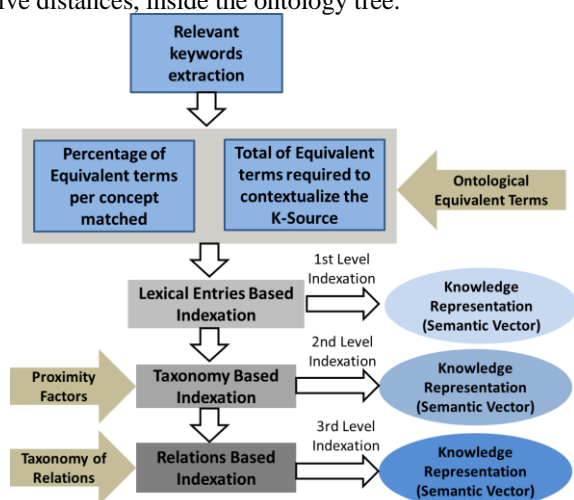 ive distances, inside the ontology tree.
Relevant
keywords
extraction
Percentage of
Equivalent terms
per concept
matched
Total of Equivalent
terms required to
contextualize the
K-Source
Ontological
Equivalent Terms
1st Level
Indexation
Lexical Entries Based
Indexation
Knowledge
Representation
(Semantic Vector)
2nd Level
Indexation
Proximity
Factors
Taxonomy Based
Indexation
Knowledge
Representation
(Semantic Vector)
3rd Level
Indexation
Taxonomy of
Relations
Relations Based
Indexation
Knowledge
Representation
(Semantic Vector)